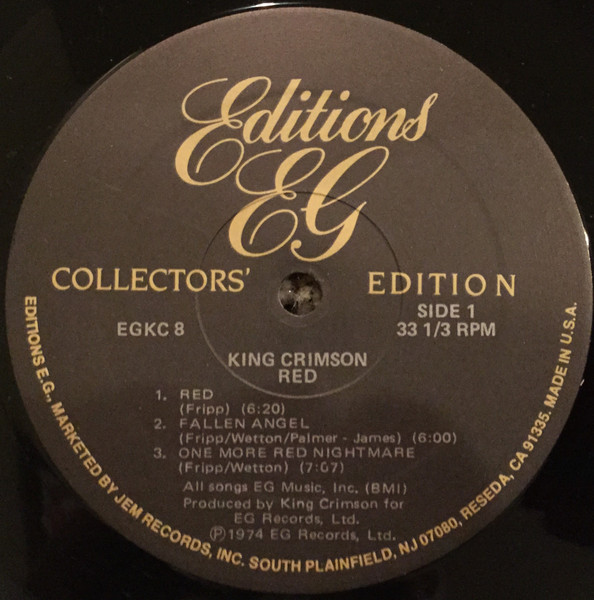 Editions
EG
COLLECTORS' EDITION
SIDE 1
EGKC 8 33 1/3 RPM
KING CRIMSON
RED
1. RED
(Fripp) (6:20)
2. FALLEN ANGEL
(Fripp/Wetton/Palmer - James) (6:00)
3. ONE MORE RED NIGHTMARE
(Fripp/Wetton) (7:07)
All songs EG Music, Inc. (BMI)
Produced by King Crimson for
EG Records, Ltd.
Ⓟ1974 EG Records, Ltd.
EDITIONS E.G., MARKETED BY JEM RECORDS, INC. SOUTH PLAINFIELD, NJ 07080, RESEDA, CA 91335. MADE IN U.S.A.